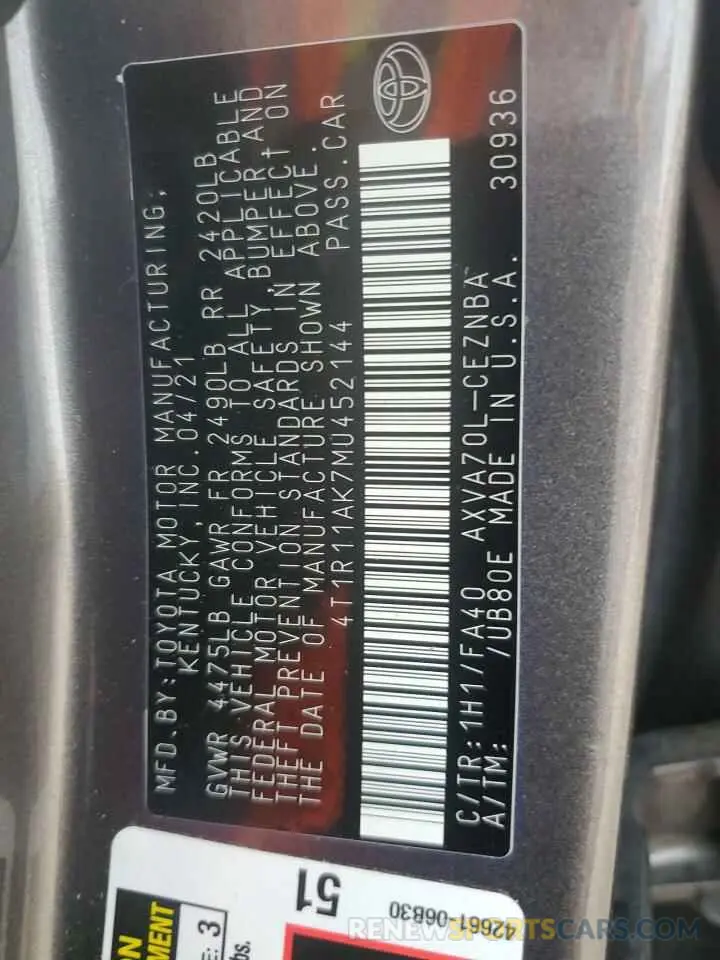 MFD.BY:TOYOTA MOTOR MANUFACTURING,
KENTUCKY,INC.04/21
GVWR 4475LB GAWR FR 2490LB RR 2420LB
THIS VEHICLE CONFORMS TO ALL APPLICABLE
FEDERAL MOTOR VEHICLE SAFETY, BUMPER, AND
THEFT PREVENTION STANDARDS IN EFFECT ON
THE DATE OF MANUFACTURE SHOWN ABOVE.
4T1R11AK7MU452144 PASS.CAR
C/TR:1H1/FA40 AXVA70L-CEZNBA 30936
A/TM: /UB80E MADE IN U.S.A.
51
42661-06B30
3
RENEWSPORTSCARS.COM